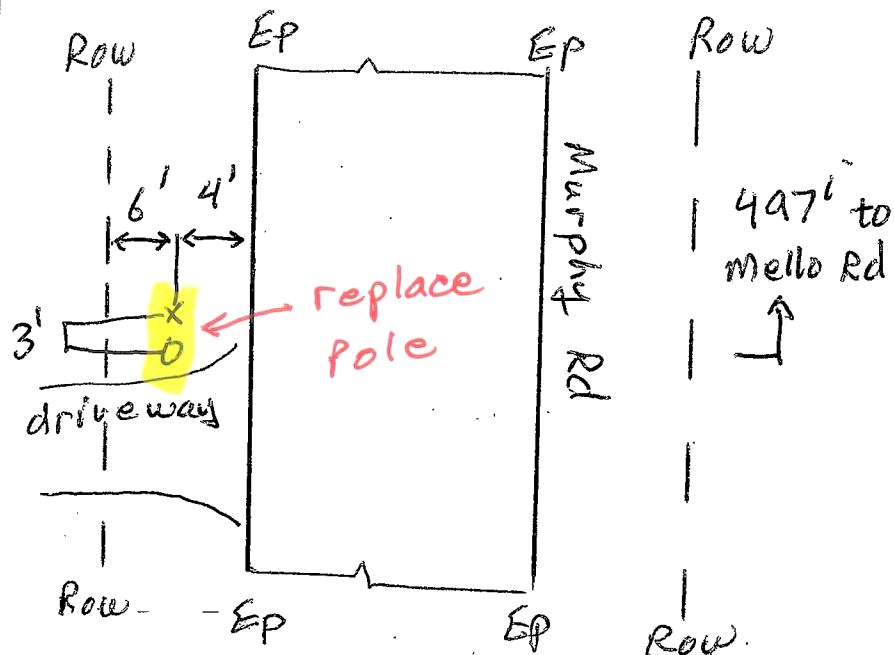 Row
Ep
Ep
Row
6'
4'
Murphy Rd
497' to
Mello Rd
replace
pole
3'
X
O
driveway
Row
Ep
Ep
Row